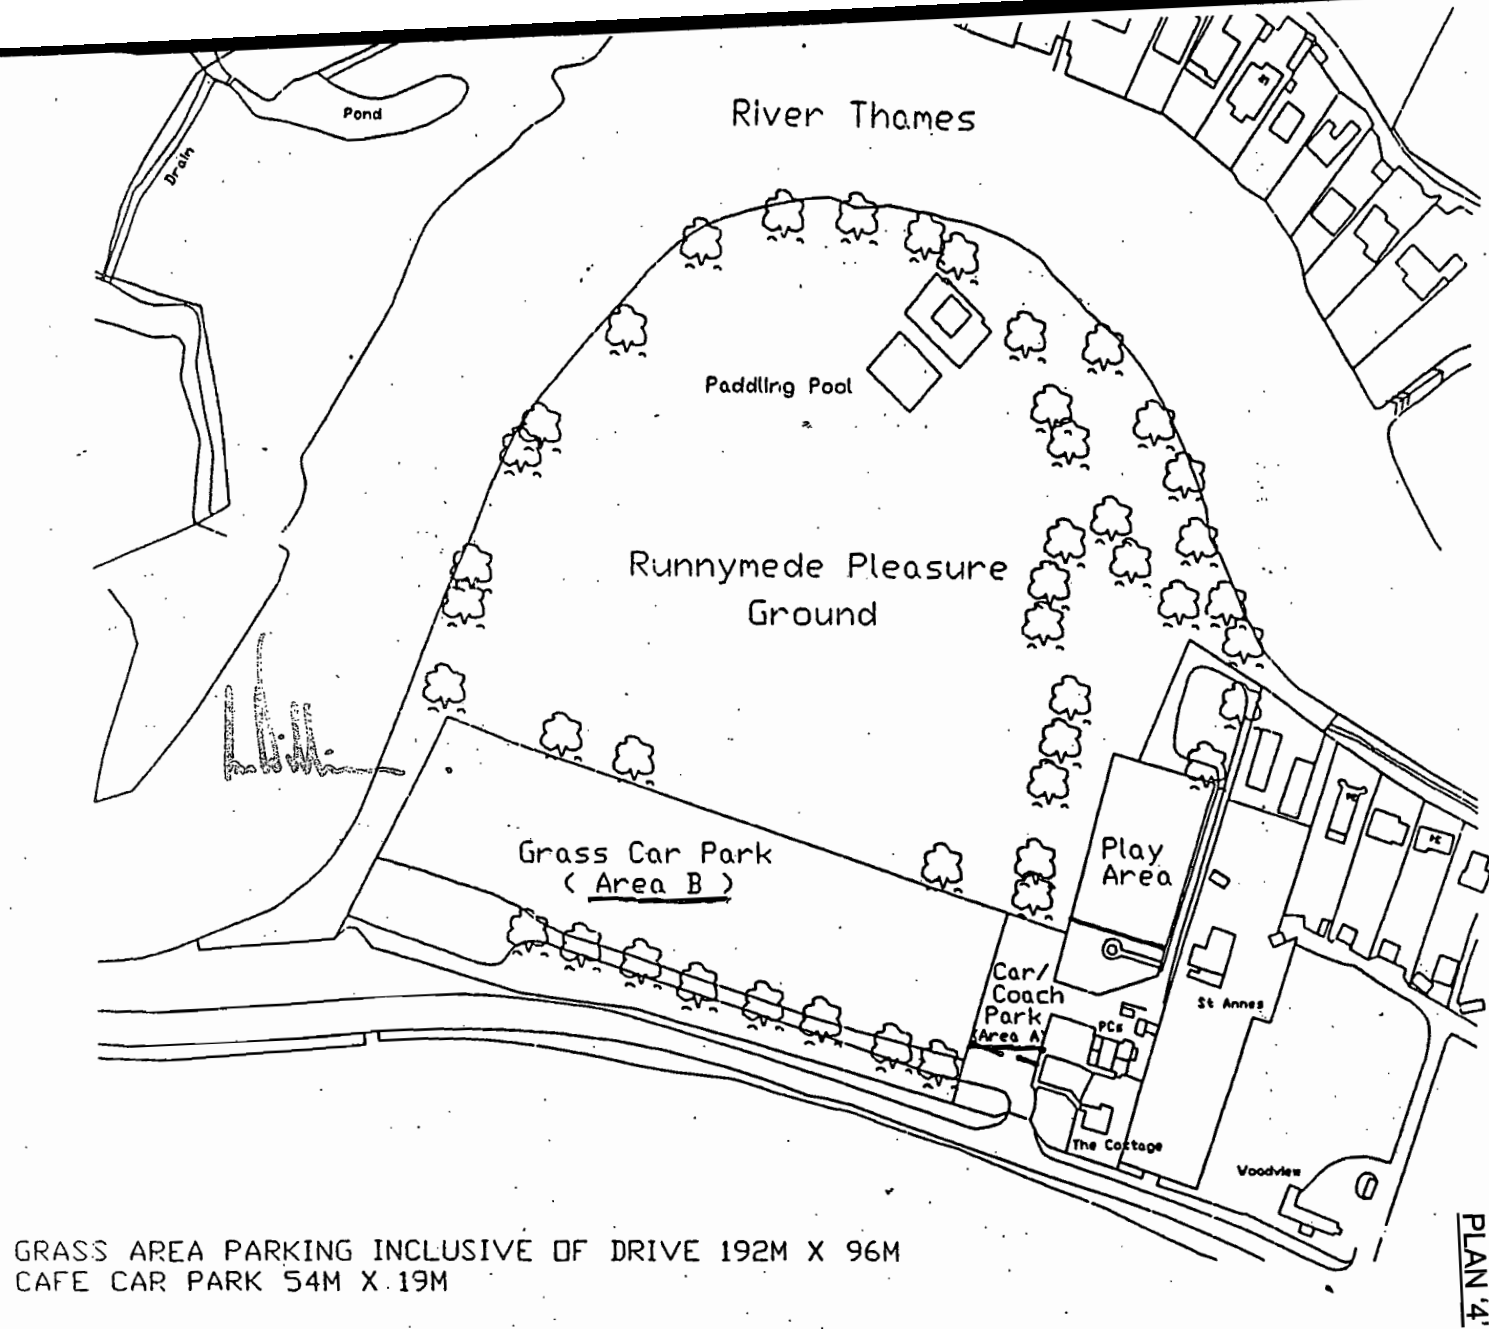 River Thames
Pond
Drain
Paddling Pool
Runnymede Pleasure
Ground
Grass Car Park
( Area B )
Play
Area
Car/
Coach
Park
(Area A)
PCs
St Annes
The Cottage
Woodview
GRASS AREA PARKING INCLUSIVE OF DRIVE 192M X 96M
CAFE CAR PARK 54M X 19M
PLAN '4'